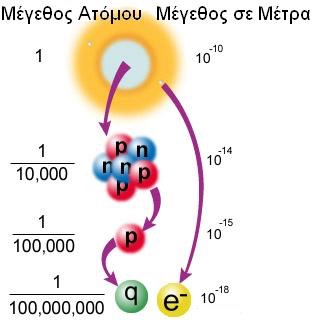 Μέγεθος Ατόμου Μέγεθος σε Μέτρα
1 10⁻¹⁰
p n
n n p
p
1/10,000 10⁻¹⁴
1/100,000 p 10⁻¹⁵
1/100,000,000 q e⁻ 10⁻¹⁸